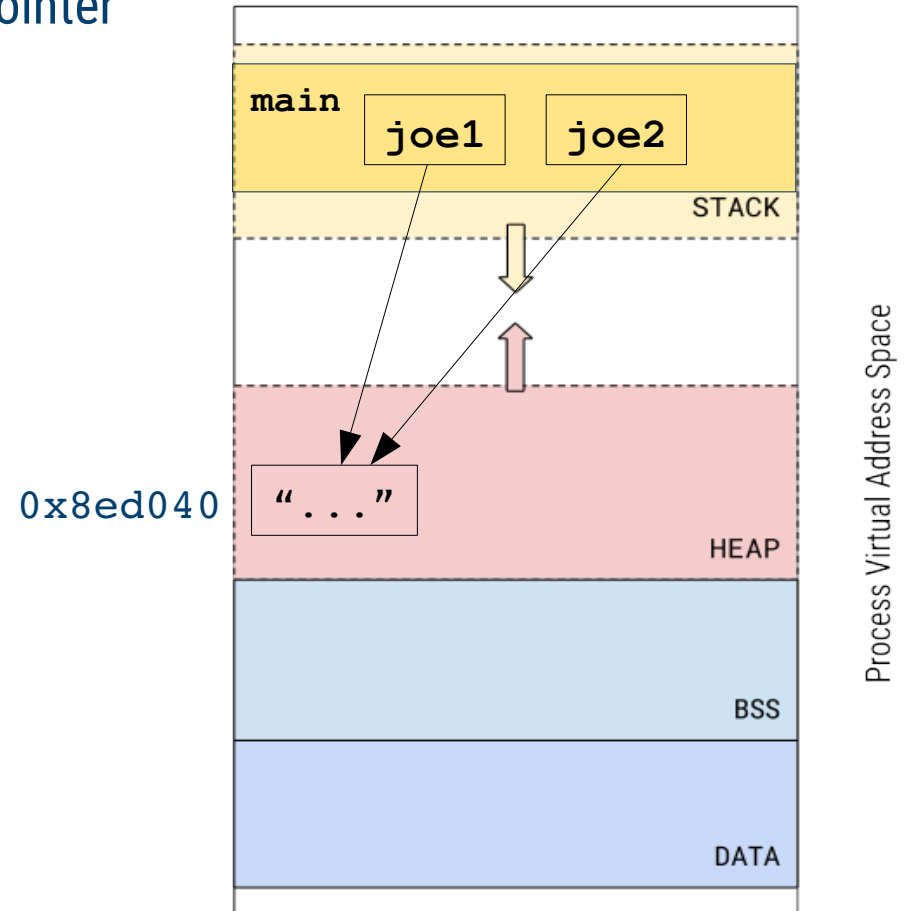 ointer
main
joe1
joe2
STACK
0x8ed040
“...”
HEAP
BSS
DATA
Process Virtual Address Space